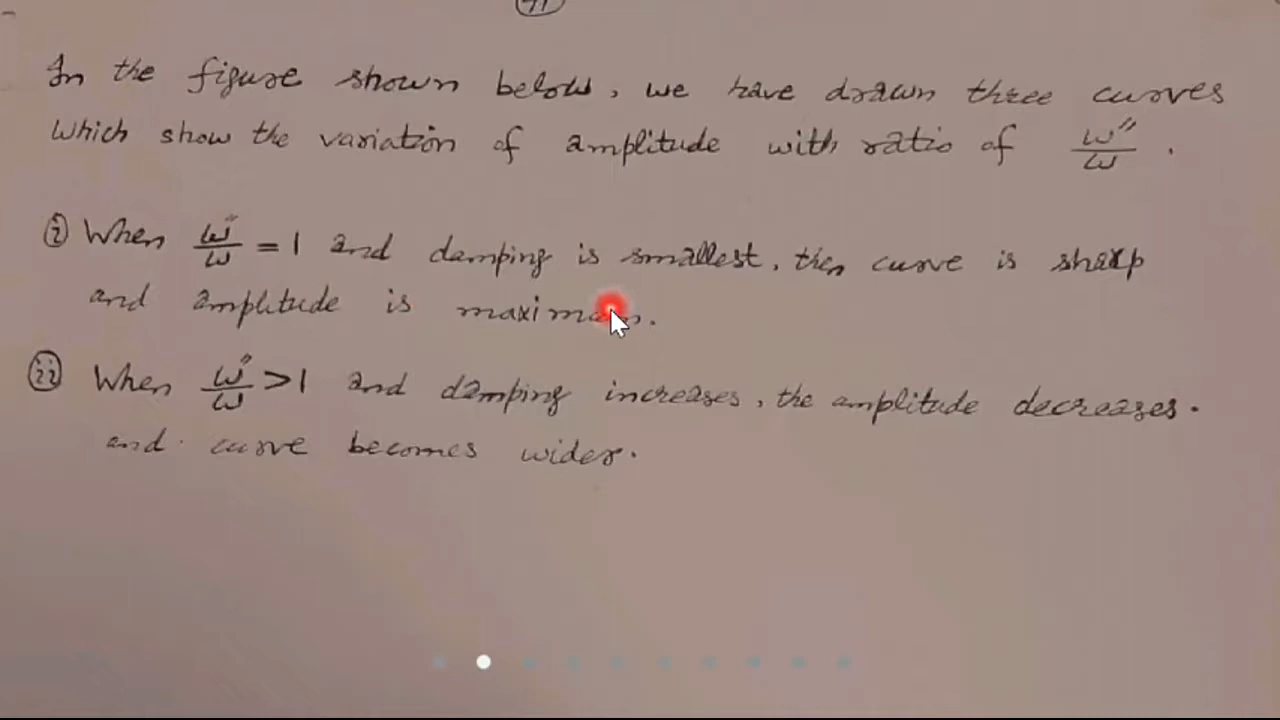 In the figure shown below, we have drawn three curves
which show the variation of amplitude with ratio of ω''/ω .
(i) When ω''/ω = 1 and damping is smallest, then curve is sharp
and amplitude is maximum.
(ii) When ω''/ω > 1 and damping increases, the amplitude decreases.
and curve becomes wider.